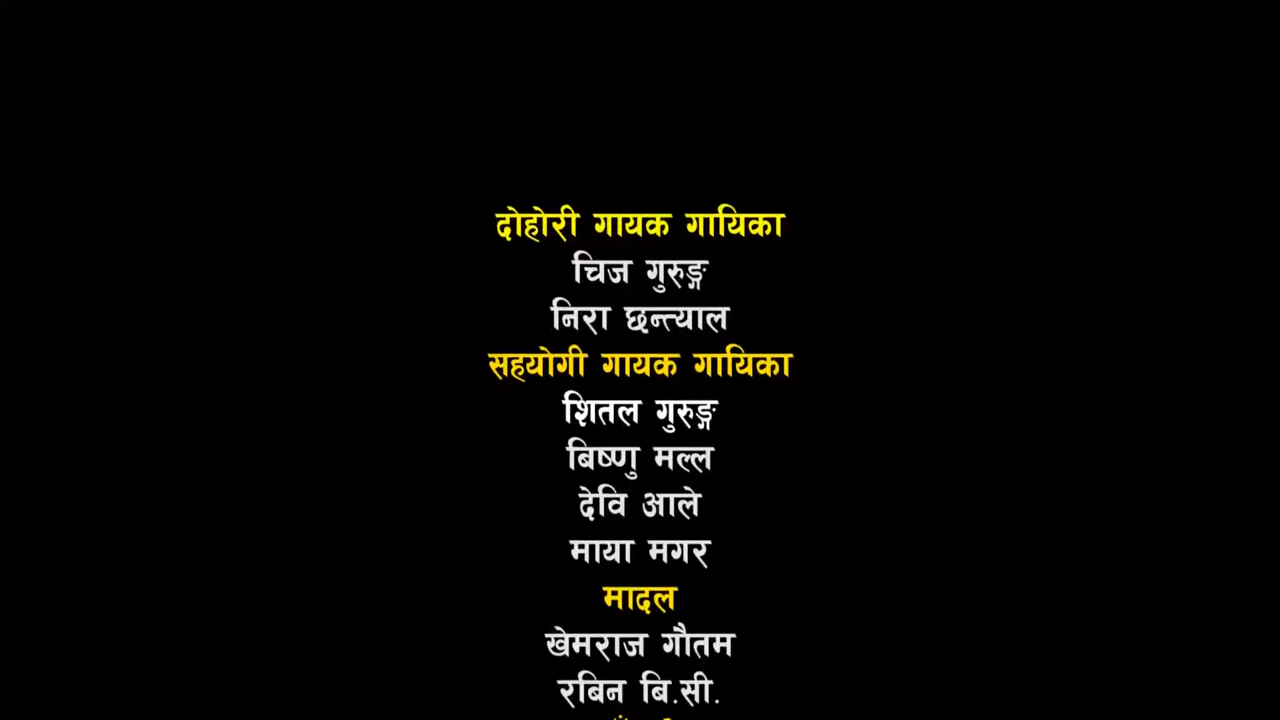 दोहोरी गायक गायिका
चिज गुरुङ्ग
निरा छन्त्याल
सहयोगी गायक गायिका
शितल गुरुङ्ग
बिष्णु मल्ल
देवि आले
माया मगर
मादल
खेमराज गौतम
रबिन बि.सी.